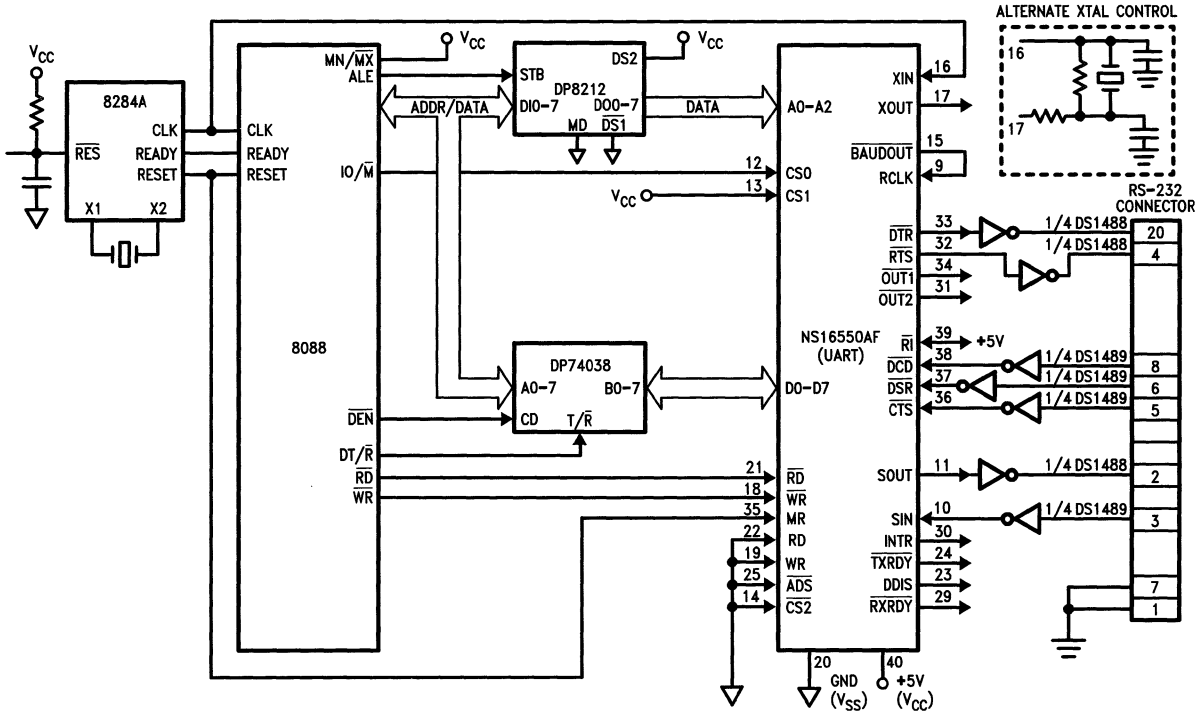 ALTERNATE XTAL CONTROL
16
17
VCC
8284A
CLK
RES
READY
RESET
X1 X2
CLK
READY
RESET
8088
MN/MX
ALE
IO/M
DEN
DT/R
RD
WR
VCC
ADDR/DATA
STB
DS2
DP8212
DIO-7 DO0-7
MD DS1
VCC
DATA
VCC
DP74038
A0-7 B0-7
CD T/R
12
13
21
18
35
22
19
25
14
A0-A2
CS0
CS1
D0-D7
RD
WR
MR
RD
WR
ADS
CS2
NS16550AF
(UART)
XIN 16
XOUT 17
BAUDOUT 15
RCLK 9
DTR 33
RTS 32
OUT1 34
OUT2 31
RI 39 +5V
DCD 38
DSR 37
CTS 36
SOUT 11
SIN 10
INTR 30
TXRDY 24
DDIS 23
RXRDY 29
20 GND
(VSS)
40 +5V
(VCC)
RS-232
CONNECTOR
1/4 DS1488 20
1/4 DS1488 4
1/4 DS1489 8
1/4 DS1489 6
1/4 DS1489 5
1/4 DS1488 2
1/4 DS1489 3
7
1